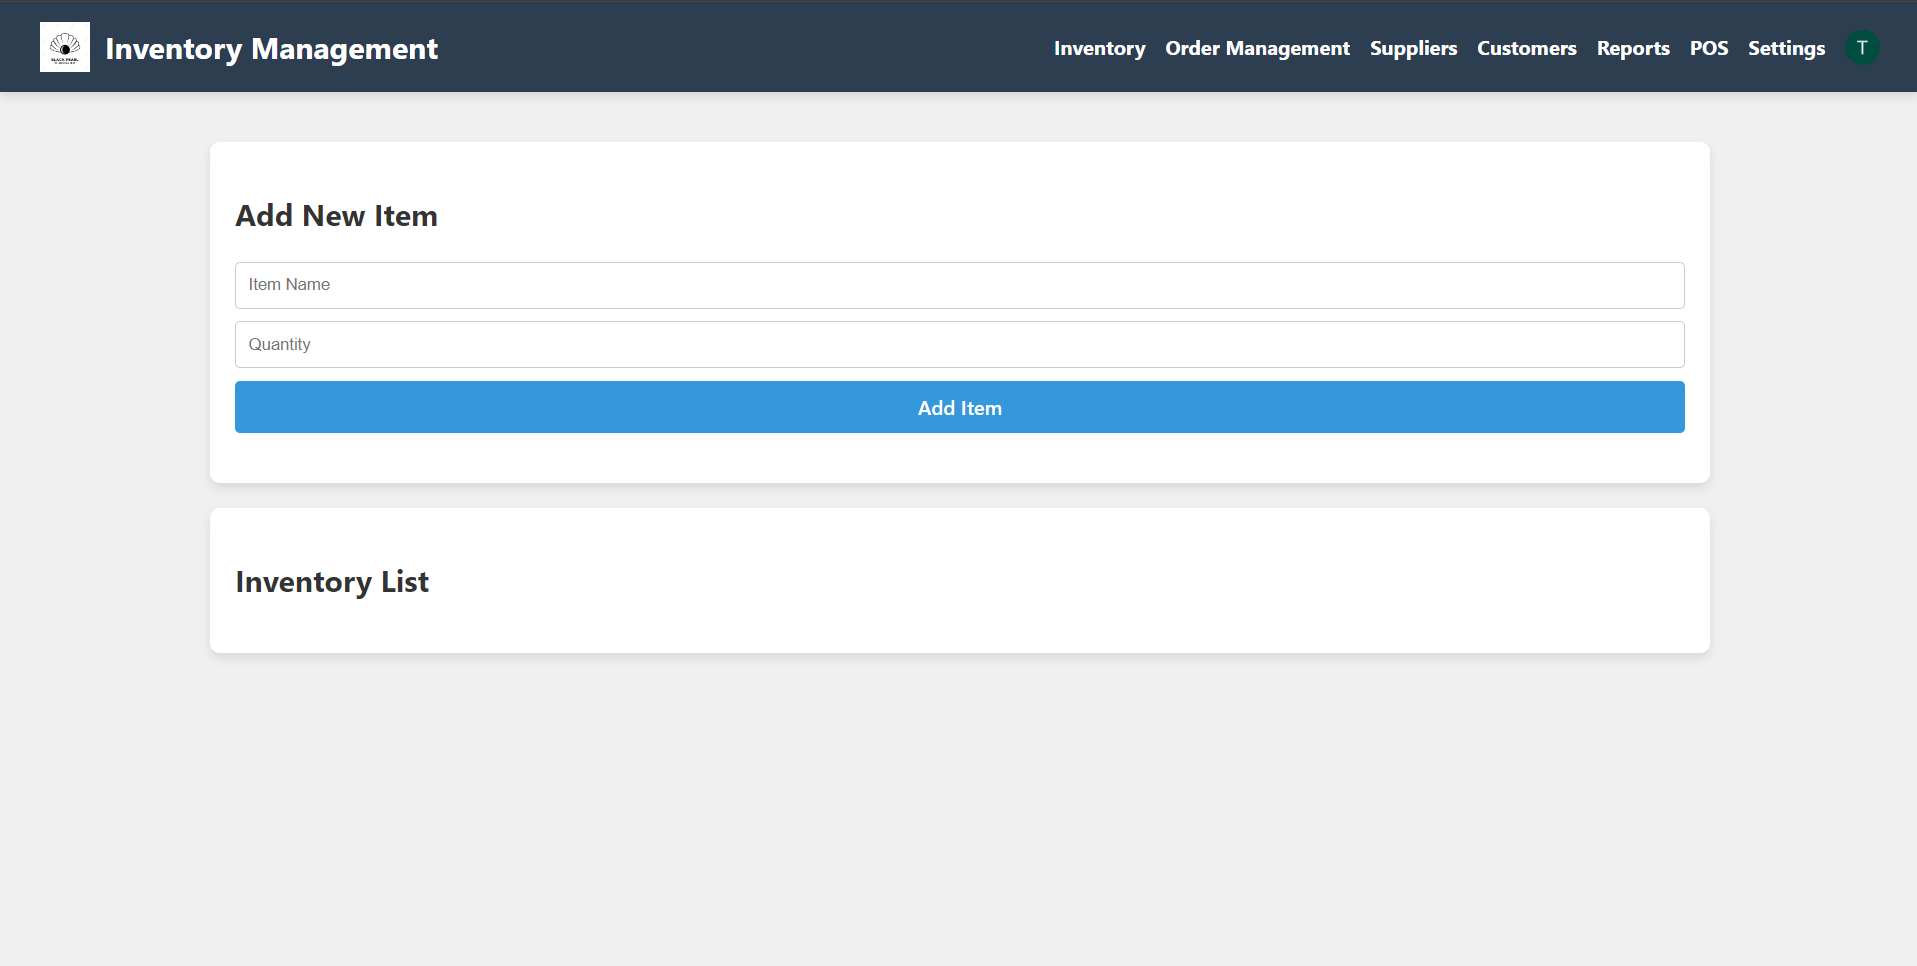 BLACK PEARL
Inventory Management
Inventory Order Management Suppliers Customers Reports POS Settings T
Add New Item
Item Name
Quantity
Add Item
Inventory List